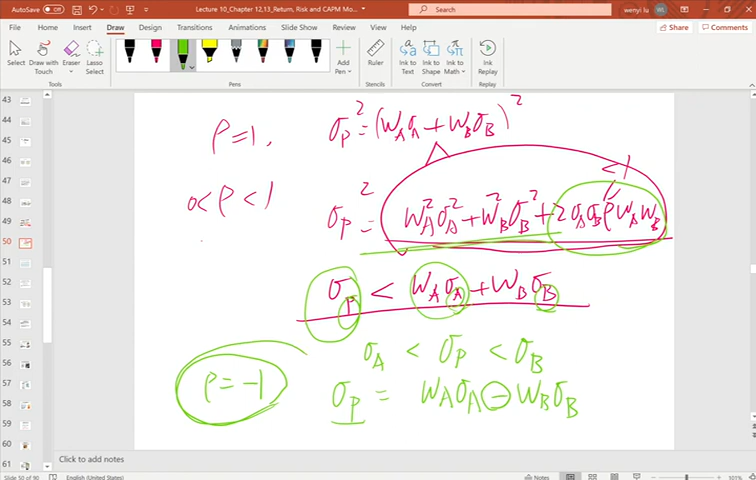 AutoSave Off Lecture 10_Chapter 12,13_Return, Risk and CAPM Mo... Search wenyi lu WL
File Home Insert Draw Design Transitions Animations Slide Show Review View Help Share Comments
Select Draw with Touch Eraser Lasso Select Add Pen Ruler Ink to Text Ink to Shape Ink to Math Ink Replay
Pens
Convert
Replay
43
44
45
46
47
48
49
50
51
52
53
54
55
56
57
58
59
60
61
ρ=1, σP² = (WAσA + WBσB)²
<1
0< ρ <1 σP² = WA²σA² + WB²σB² + 2σAσBρWAWB
σP < WAσA + WBσB
σA < σP < σB
ρ=-1 σP = WAσA - WBσB
Click to add notes
Slide 50 of 90 English (United States) Notes 101%